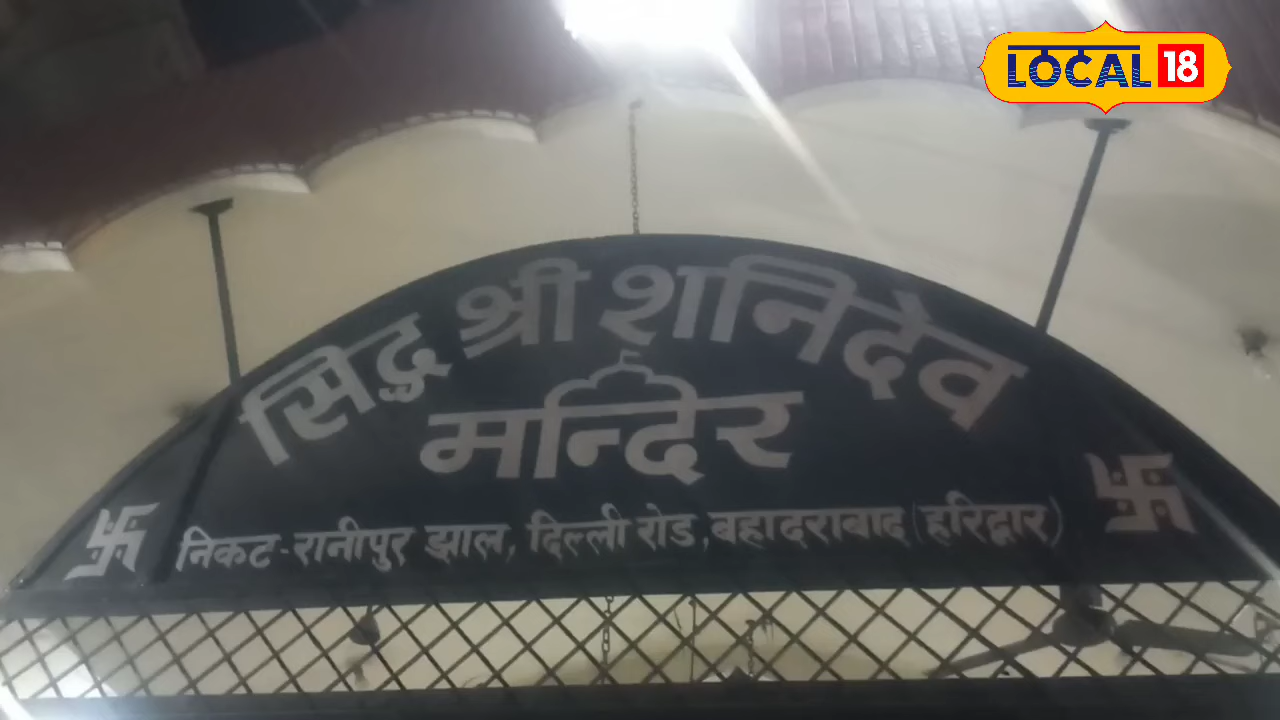 LOCAL 18
सिद्ध श्री शनिदेव
मन्दिर
निकट-रानीपुर झाल, दिल्ली रोड, बहादराबाद (हरिद्वार)